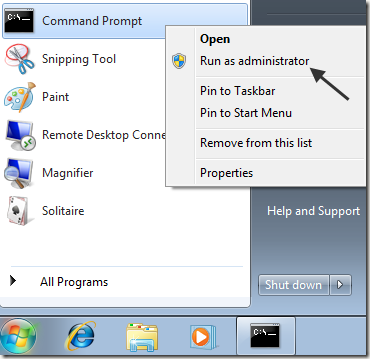 Command Prompt
Snipping Tool
Paint
Remote Desktop Conne
Magnifier
Solitaire
All Programs
Open
Run as administrator
Pin to Taskbar
Pin to Start Menu
Remove from this list
Properties
Help and Support
Shut down